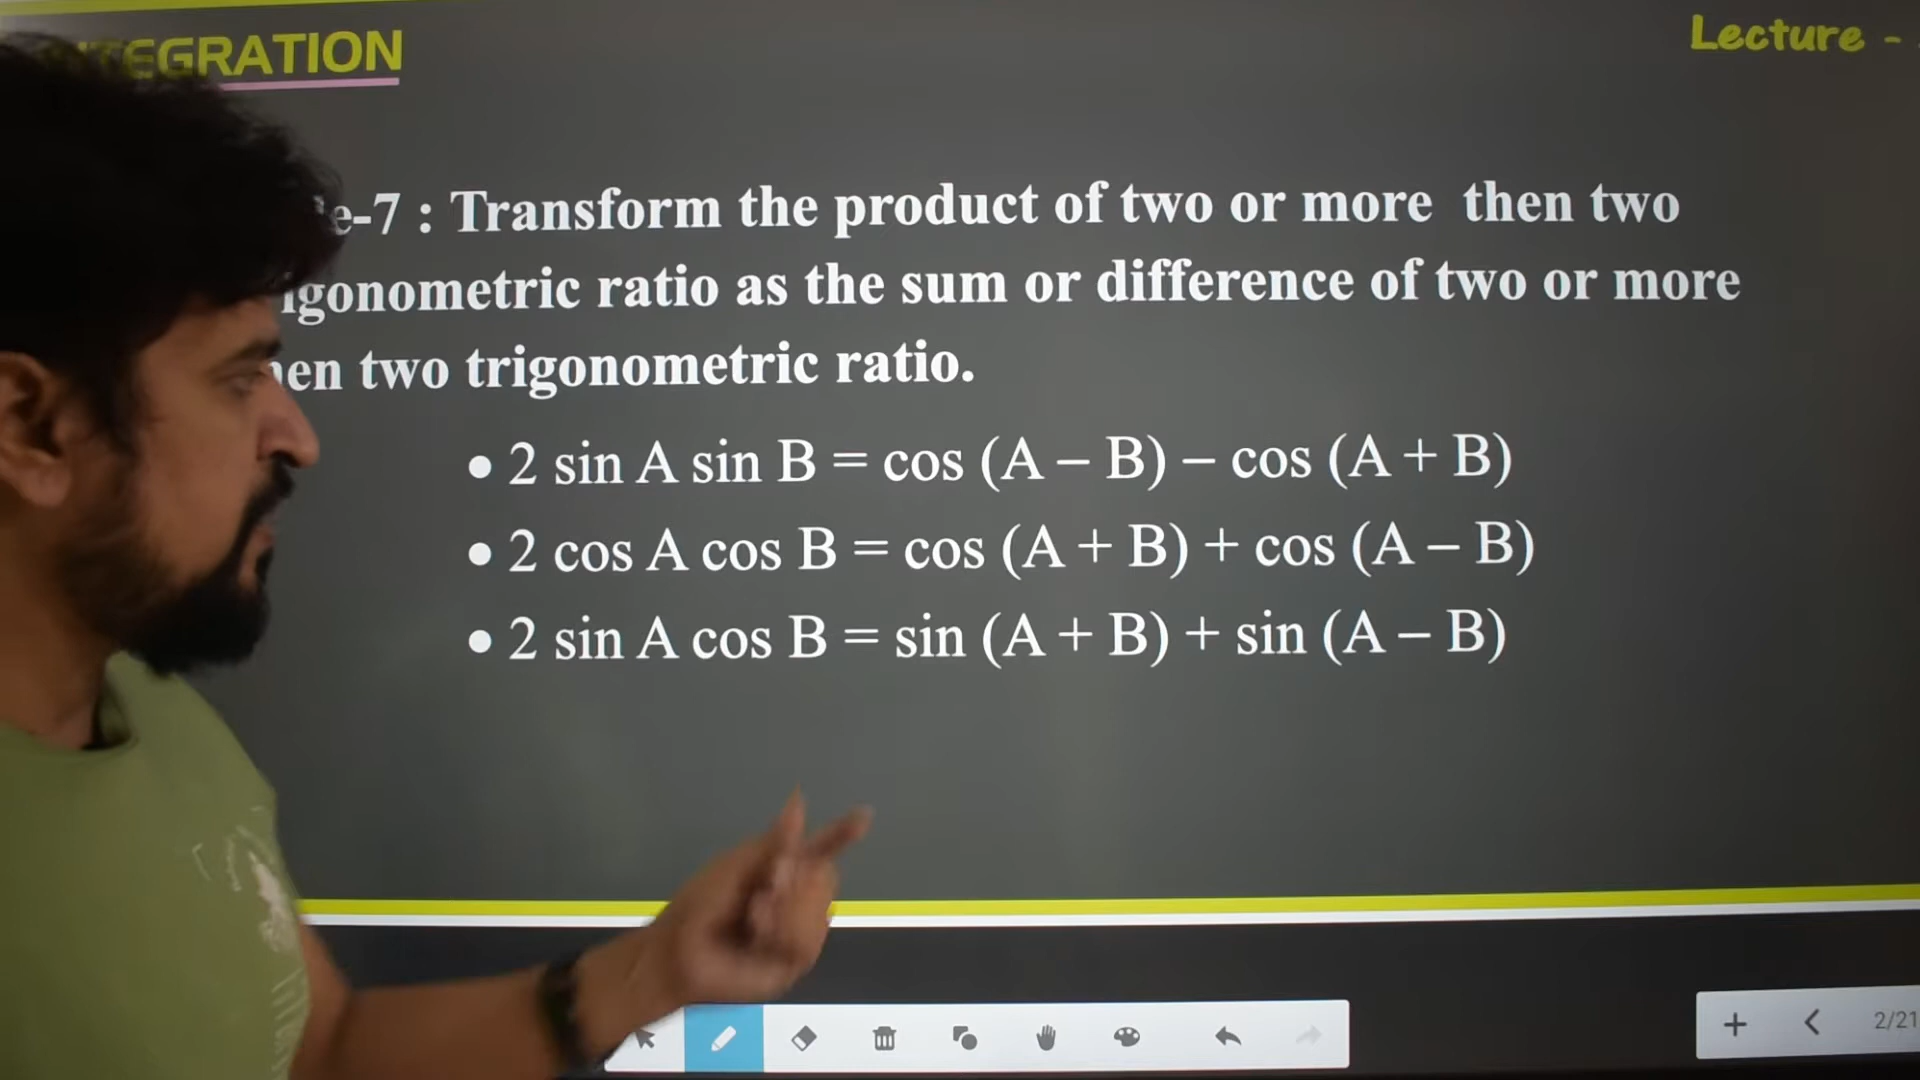 INTEGRATION
Lecture -
e-7 : Transform the product of two or more then two
igonometric ratio as the sum or difference of two or more
en two trigonometric ratio.
• 2 sin A sin B = cos (A – B) – cos (A + B)
• 2 cos A cos B = cos (A + B) + cos (A – B)
• 2 sin A cos B = sin (A + B) + sin (A – B)
2/21